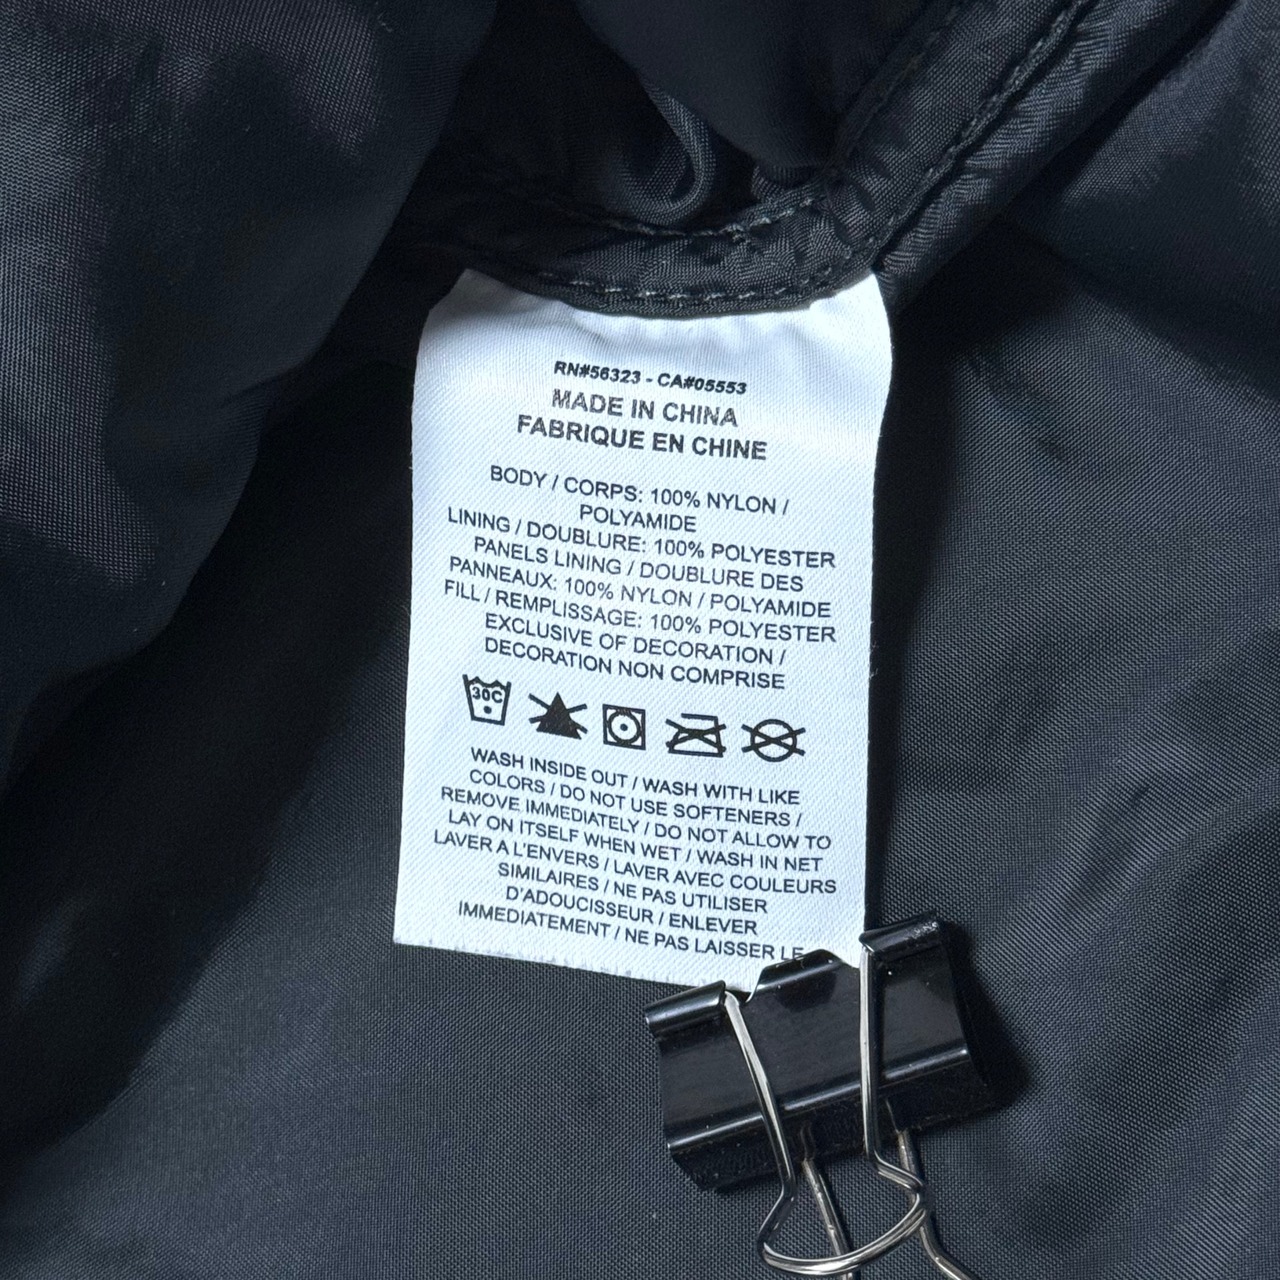 RN#56323 - CA#05553
MADE IN CHINA
FABRIQUE EN CHINE
BODY / CORPS: 100% NYLON /
POLYAMIDE
LINING / DOUBLURE: 100% POLYESTER
PANELS LINING / DOUBLURE DES
PANNEAUX: 100% NYLON / POLYAMIDE
FILL / REMPLISSAGE: 100% POLYESTER
EXCLUSIVE OF DECORATION /
DECORATION NON COMPRISE
30C
WASH INSIDE OUT / WASH WITH LIKE
COLORS / DO NOT USE SOFTENERS /
REMOVE IMMEDIATELY / DO NOT ALLOW TO
LAY ON ITSELF WHEN WET / WASH IN NET
LAVER A L'ENVERS / LAVER AVEC COULEURS
SIMILAIRES / NE PAS UTILISER
D'ADOUCISSEUR / ENLEVER
IMMEDIATEMENT / NE PAS LAISSER LE